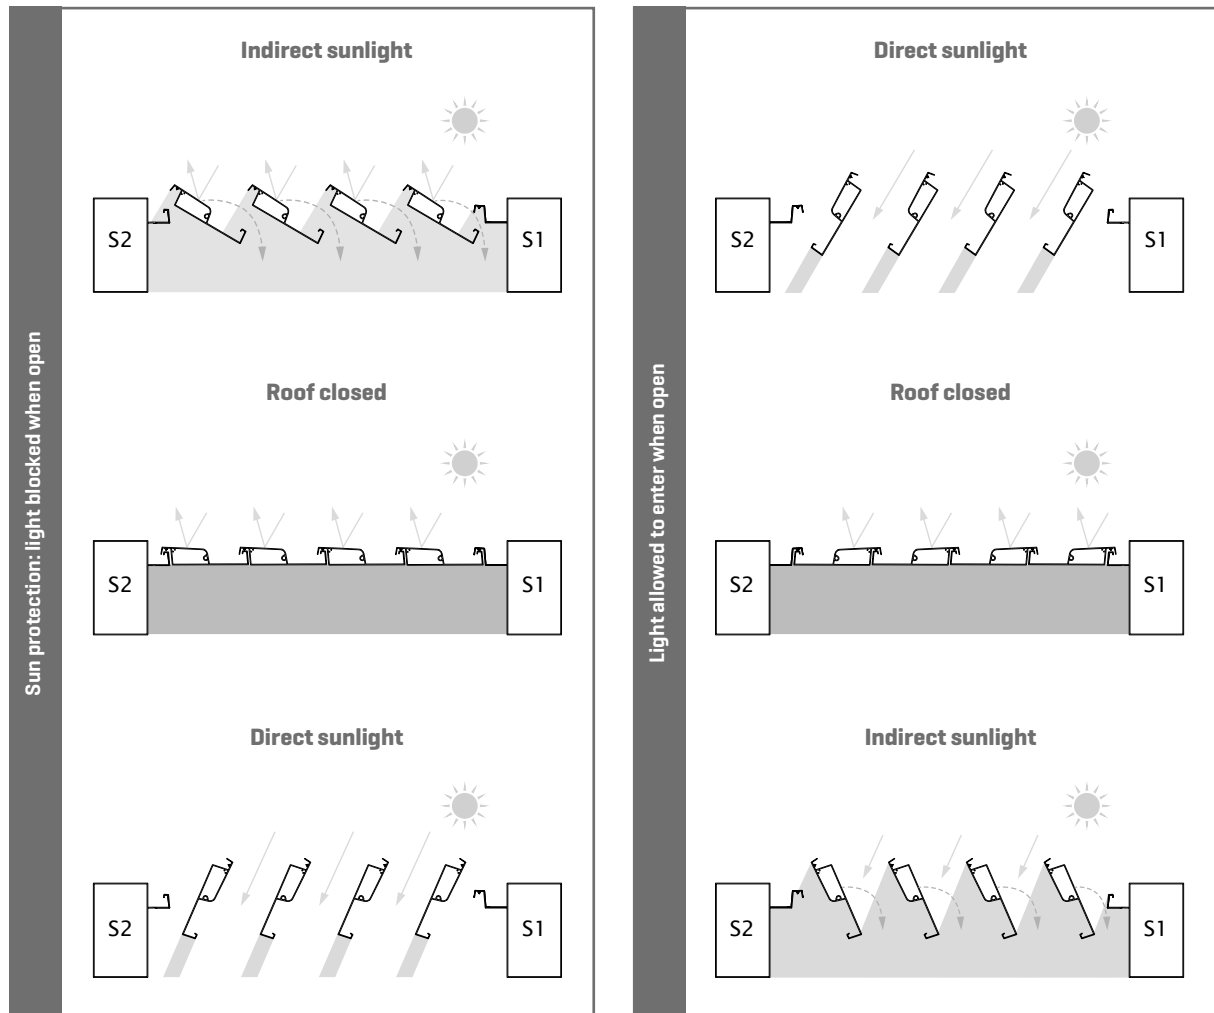 Sun protection: light blocked when open
Indirect sunlight
S2
S1
Roof closed
S2
S1
Direct sunlight
S2
S1
Light allowed to enter when open
Direct sunlight
S2
S1
Roof closed
S2
S1
Indirect sunlight
S2
S1